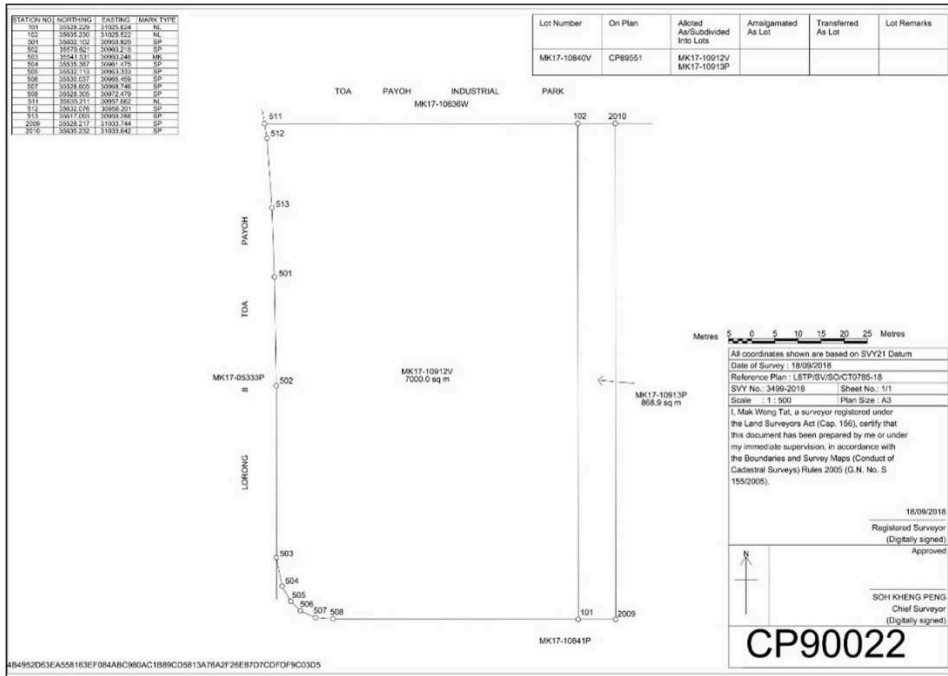 STATION NO. NORTHING EASTING MARK TYPE
101 35528.229 31025.624 NL
102 35635.230 31025.522 NL
501 35602.102 30959.829 SP
502 35578.621 30960.215 SP
503 35541.531 30960.246 MK
504 35535.367 30961.475 SP
505 35532.113 30963.333 SP
506 35530.037 30965.459 SP
507 35528.605 30968.746 SP
508 35528.305 30972.479 SP
511 35635.211 30957.662 NL
512 35632.076 30958.201 SP
513 35617.093 30959.286 SP
2009 35528.217 31033.744 SP
2010 35635.232 31033.642 SP
Lot Number On Plan Alloted As/Subdivided Into Lots Amalgamated As Lot Transferred As Lot Lot Remarks
MK17-10840V CP89551 MK17-10912V
MK17-10913P
TOA PAYOH INDUSTRIAL PARK
MK17-10836W
511
102
2010
512
513
PAYOH
501
TOA
MK17-05333P
8
502
MK17-10912V
7000.0 sq m
MK17-10913P
868.9 sq m
LORONG
503
504
505
506
507
508
101
2009
MK17-10841P
Metres 5 0 5 10 15 20 25 Metres
All coordinates shown are based on SVY21 Datum
Date of Survey : 18/09/2018
Reference Plan : LSTP/SV/SO/CT0785-18
SVY No.: 3499-2018 Sheet No.: 1/1
Scale : 1 : 500 Plan Size : A3
I, Mak Weng Tat, a surveyor registered under
the Land Surveyors Act (Cap. 156), certify that
this document has been prepared by me or under
my immediate supervision, in accordance with
the Boundaries and Survey Maps (Conduct of
Cadastral Surveys) Rules 2005 (G.N. No. S
155/2005).
18/09/2018
Registered Surveyor
(Digitally signed)
Approved
N
SOH KHENG PENG
Chief Surveyor
(Digitally signed)
CP90022
4B4952D63EA558163EF084ABC980AC1B89CD5813A76A2F26E87D7CDFDF9C03D5